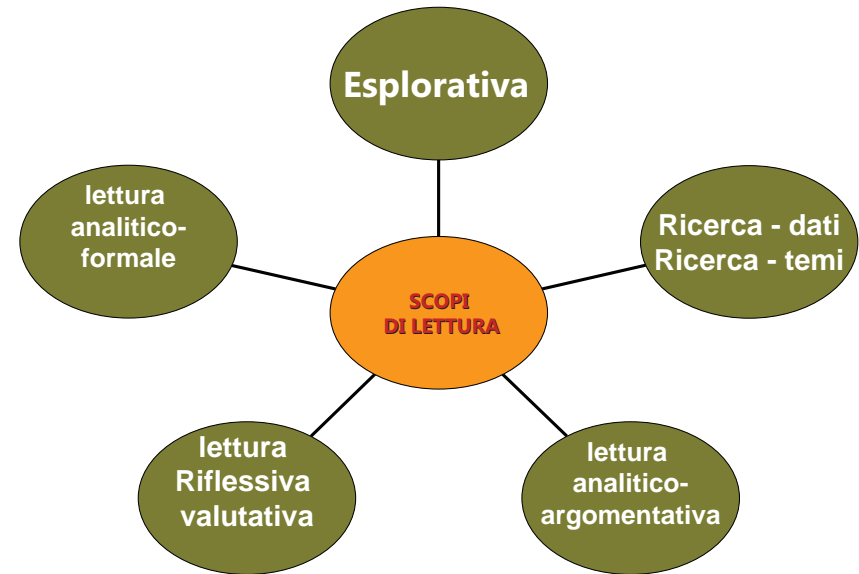 Esplorativa
lettura
analitico-
formale
Ricerca - dati
Ricerca - temi
SCOPI
DI LETTURA
lettura
Riflessiva
valutativa
lettura
analitico-
argomentativa